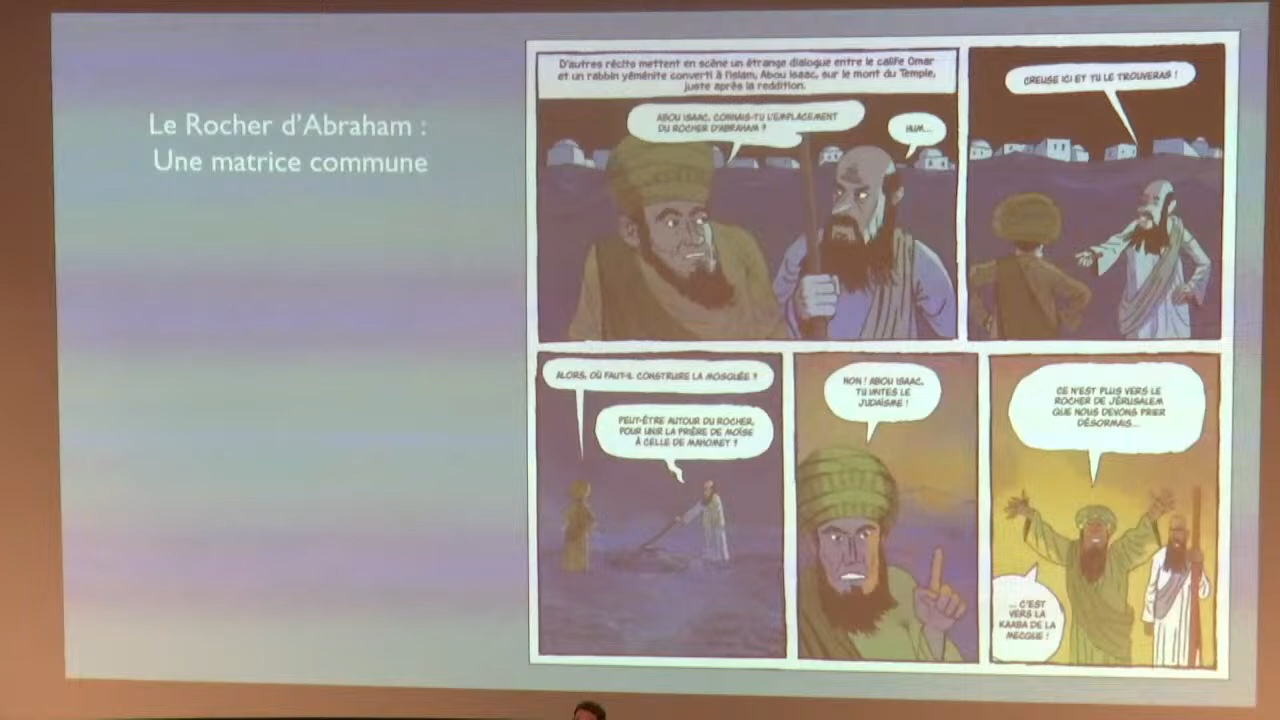 Le Rocher d'Abraham :
Une matrice commune
D'autres récits mettent en scène un étrange dialogue entre le calife Omar
et un rabbin yéménite converti à l'islam, Abou Isaac, sur le mont du Temple,
juste après la reddition.
ABOU ISAAC, CONNAIS-TU L'EMPLACEMENT
DU ROCHER D'ABRAHAM ?
HUM...
CREUSE ICI ET TU LE TROUVERAS !
ALORS, OÙ FAUT-IL CONSTRUIRE LA MOSQUÉE ?
PEUT-ÊTRE AUTOUR DU ROCHER,
POUR UNIR LA PRIÈRE DE MOÏSE
À CELLE DE MAHOMET ?
NON ! ABOU ISAAC,
TU IMITES LE
JUDAÏSME !
CE N'EST PLUS VERS LE
ROCHER DE JÉRUSALEM
QUE NOUS DEVONS PRIER
DÉSORMAIS...
... C'EST
VERS LA
KAABA DE LA
MECQUE !